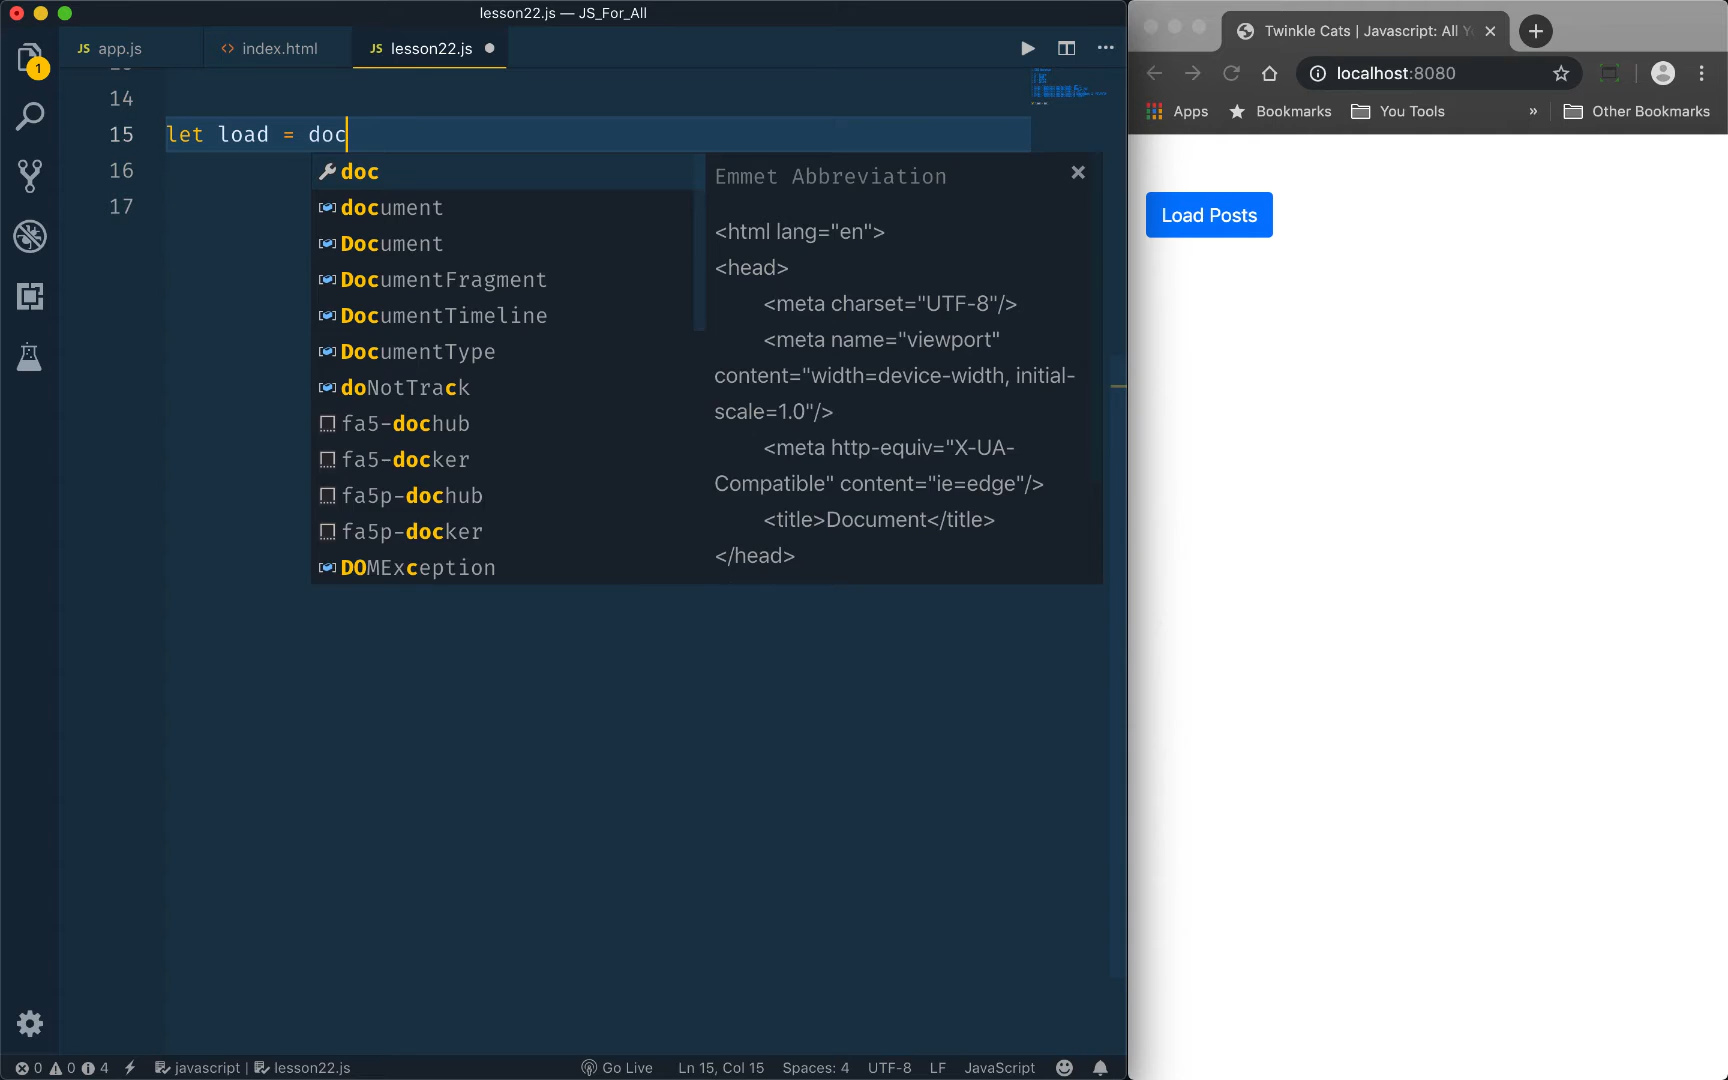 lesson22.js — JS_For_All
JS app.js
<> index.html
JS lesson22.js
14
15 let load = doc
16
17
doc
document
Document
DocumentFragment
DocumentTimeline
DocumentType
doNotTrack
fa5-dochub
fa5-docker
fa5p-dochub
fa5p-docker
DOMException
Emmet Abbreviation
<html lang="en">
<head>
<meta charset="UTF-8"/>
<meta name="viewport"
content="width=device-width, initial-
scale=1.0"/>
<meta http-equiv="X-UA-
Compatible" content="ie=edge"/>
<title>Document</title>
</head>
1
0 0 4 javascript | lesson22.js Go Live Ln 15, Col 15 Spaces: 4 UTF-8 LF JavaScript
Twinkle Cats | Javascript: All
localhost:8080
Apps Bookmarks You Tools » Other Bookmarks
Load Posts